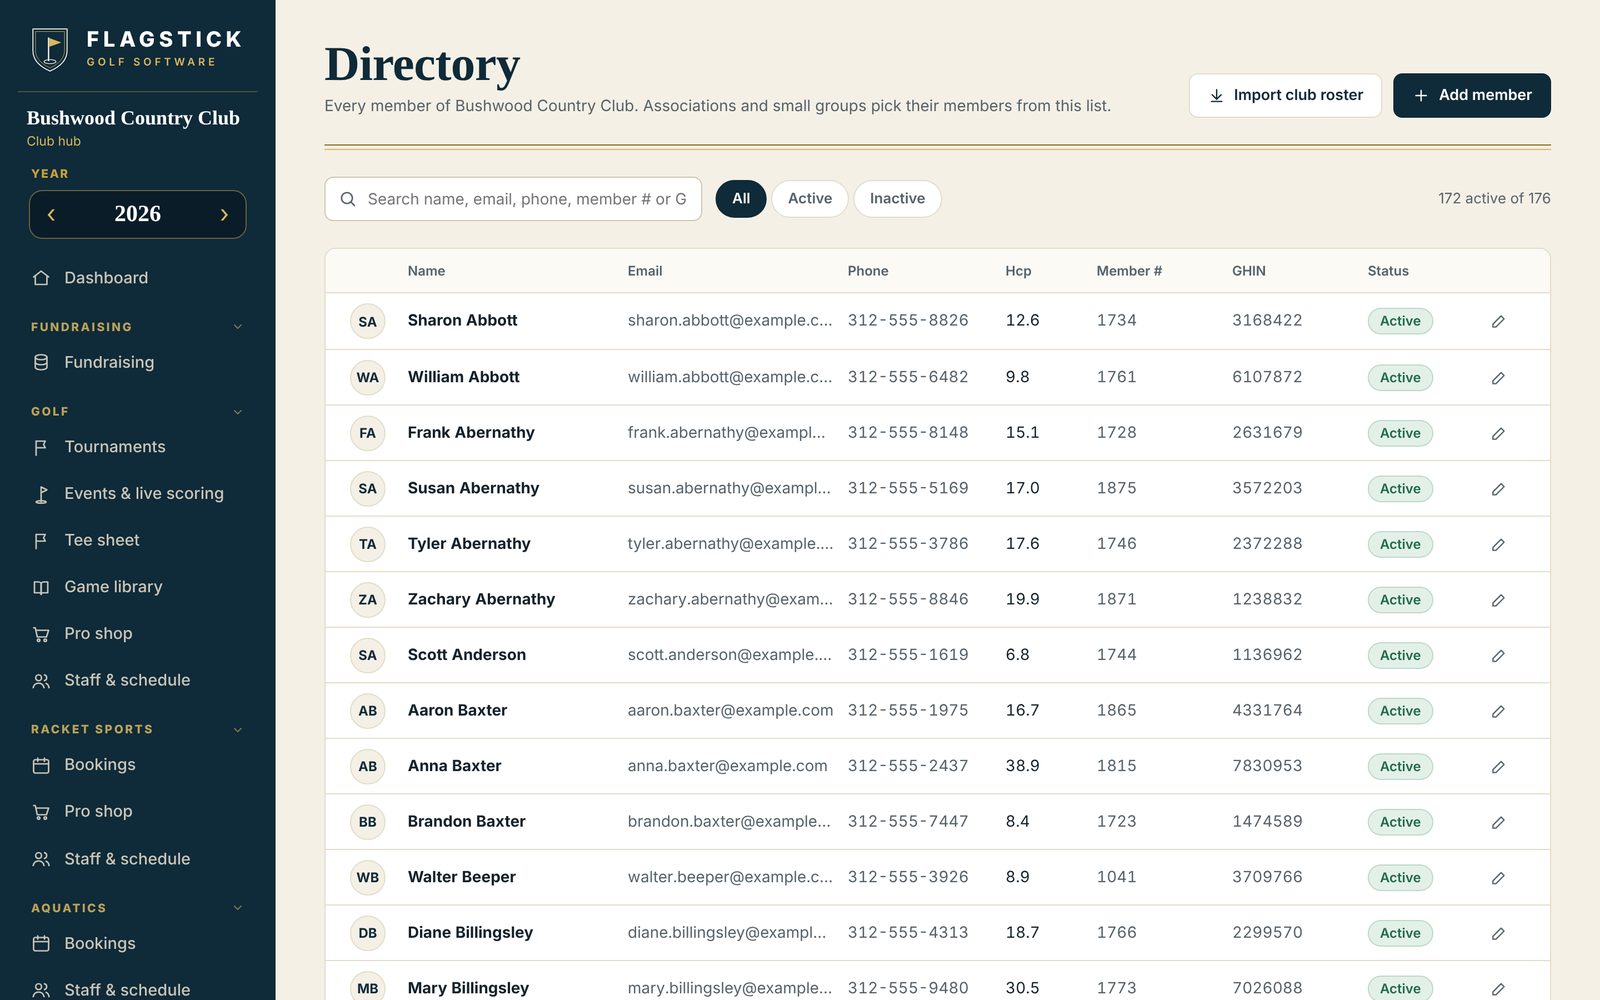 FLAGSTICK
GOLF SOFTWARE
Bushwood Country Club
Club hub
YEAR
2026
Dashboard
FUNDRAISING
Fundraising
GOLF
Tournaments
Events & live scoring
Tee sheet
Game library
Pro shop
Staff & schedule
RACKET SPORTS
Bookings
Pro shop
Staff & schedule
AQUATICS
Bookings
Staff & schedule
Directory
Every member of Bushwood Country Club. Associations and small groups pick their members from this list.
Import club roster
Add member
Search name, email, phone, member # or G
All Active Inactive
172 active of 176
Name Email Phone Hcp Member # GHIN Status
SA Sharon Abbott sharon.abbott@example.c... 312-555-8826 12.6 1734 3168422 Active
WA William Abbott william.abbott@example.c... 312-555-6482 9.8 1761 6107872 Active
FA Frank Abernathy frank.abernathy@exampl... 312-555-8148 15.1 1728 2631679 Active
SA Susan Abernathy susan.abernathy@exampl... 312-555-5169 17.0 1875 3572203 Active
TA Tyler Abernathy tyler.abernathy@example.... 312-555-3786 17.6 1746 2372288 Active
ZA Zachary Abernathy zachary.abernathy@exam... 312-555-8846 19.9 1871 1238832 Active
SA Scott Anderson scott.anderson@example.... 312-555-1619 6.8 1744 1136962 Active
AB Aaron Baxter aaron.baxter@example.com 312-555-1975 16.7 1865 4331764 Active
AB Anna Baxter anna.baxter@example.com 312-555-2437 38.9 1815 7830953 Active
BB Brandon Baxter brandon.baxter@example... 312-555-7447 8.4 1723 1474589 Active
WB Walter Beeper walter.beeper@example.c... 312-555-3926 8.9 1041 3709766 Active
DB Diane Billingsley diane.billingsley@exampl... 312-555-4313 18.7 1766 2299570 Active
MB Mary Billingsley mary.billingsley@example... 312-555-9480 30.5 1773 7026088 Active